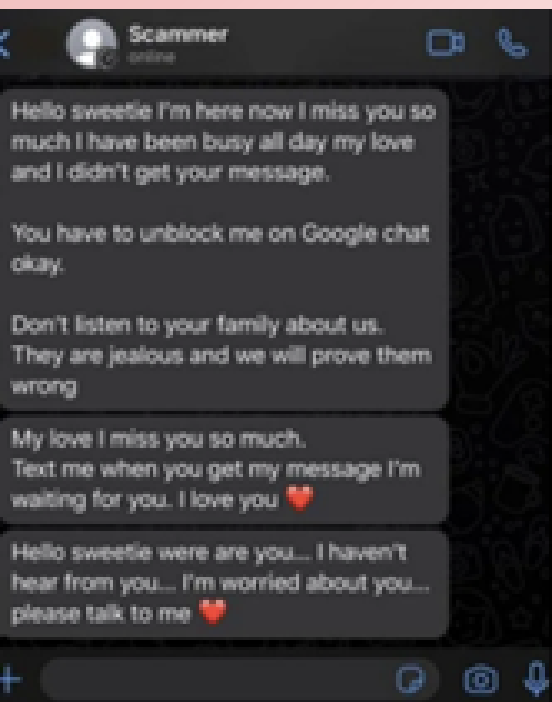 Scammer
online
Hello sweetie I'm here now I miss you so
much I have been busy all day my love
and I didn't get your message.
You have to unblock me on Google chat
okay.
Don't listen to your family about us.
They are jealous and we will prove them
wrong
My love I miss you so much.
Text me when you get my message I'm
waiting for you. I love you ❤️
Hello sweetie were are you... I haven't
hear from you... I'm worried about you...
please talk to me ❤️